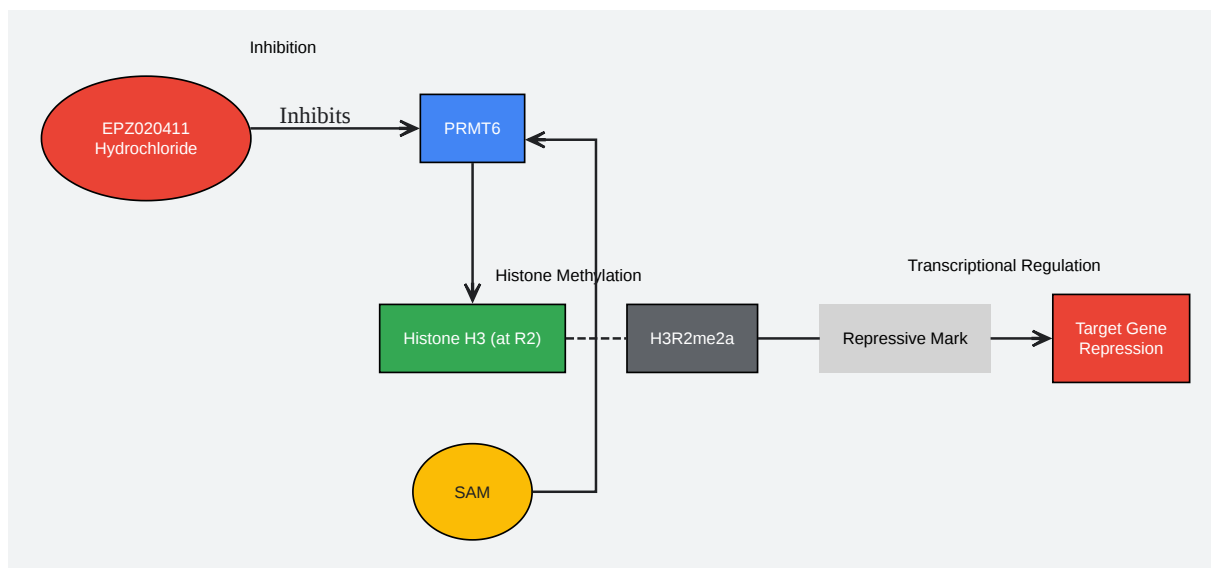 Inhibition
EPZ020411
Hydrochloride
Inhibits
PRMT6
Histone Methylation
Transcriptional Regulation
Histone H3 (at R2)
H3R2me2a
Repressive Mark
Target Gene
Repression
SAM